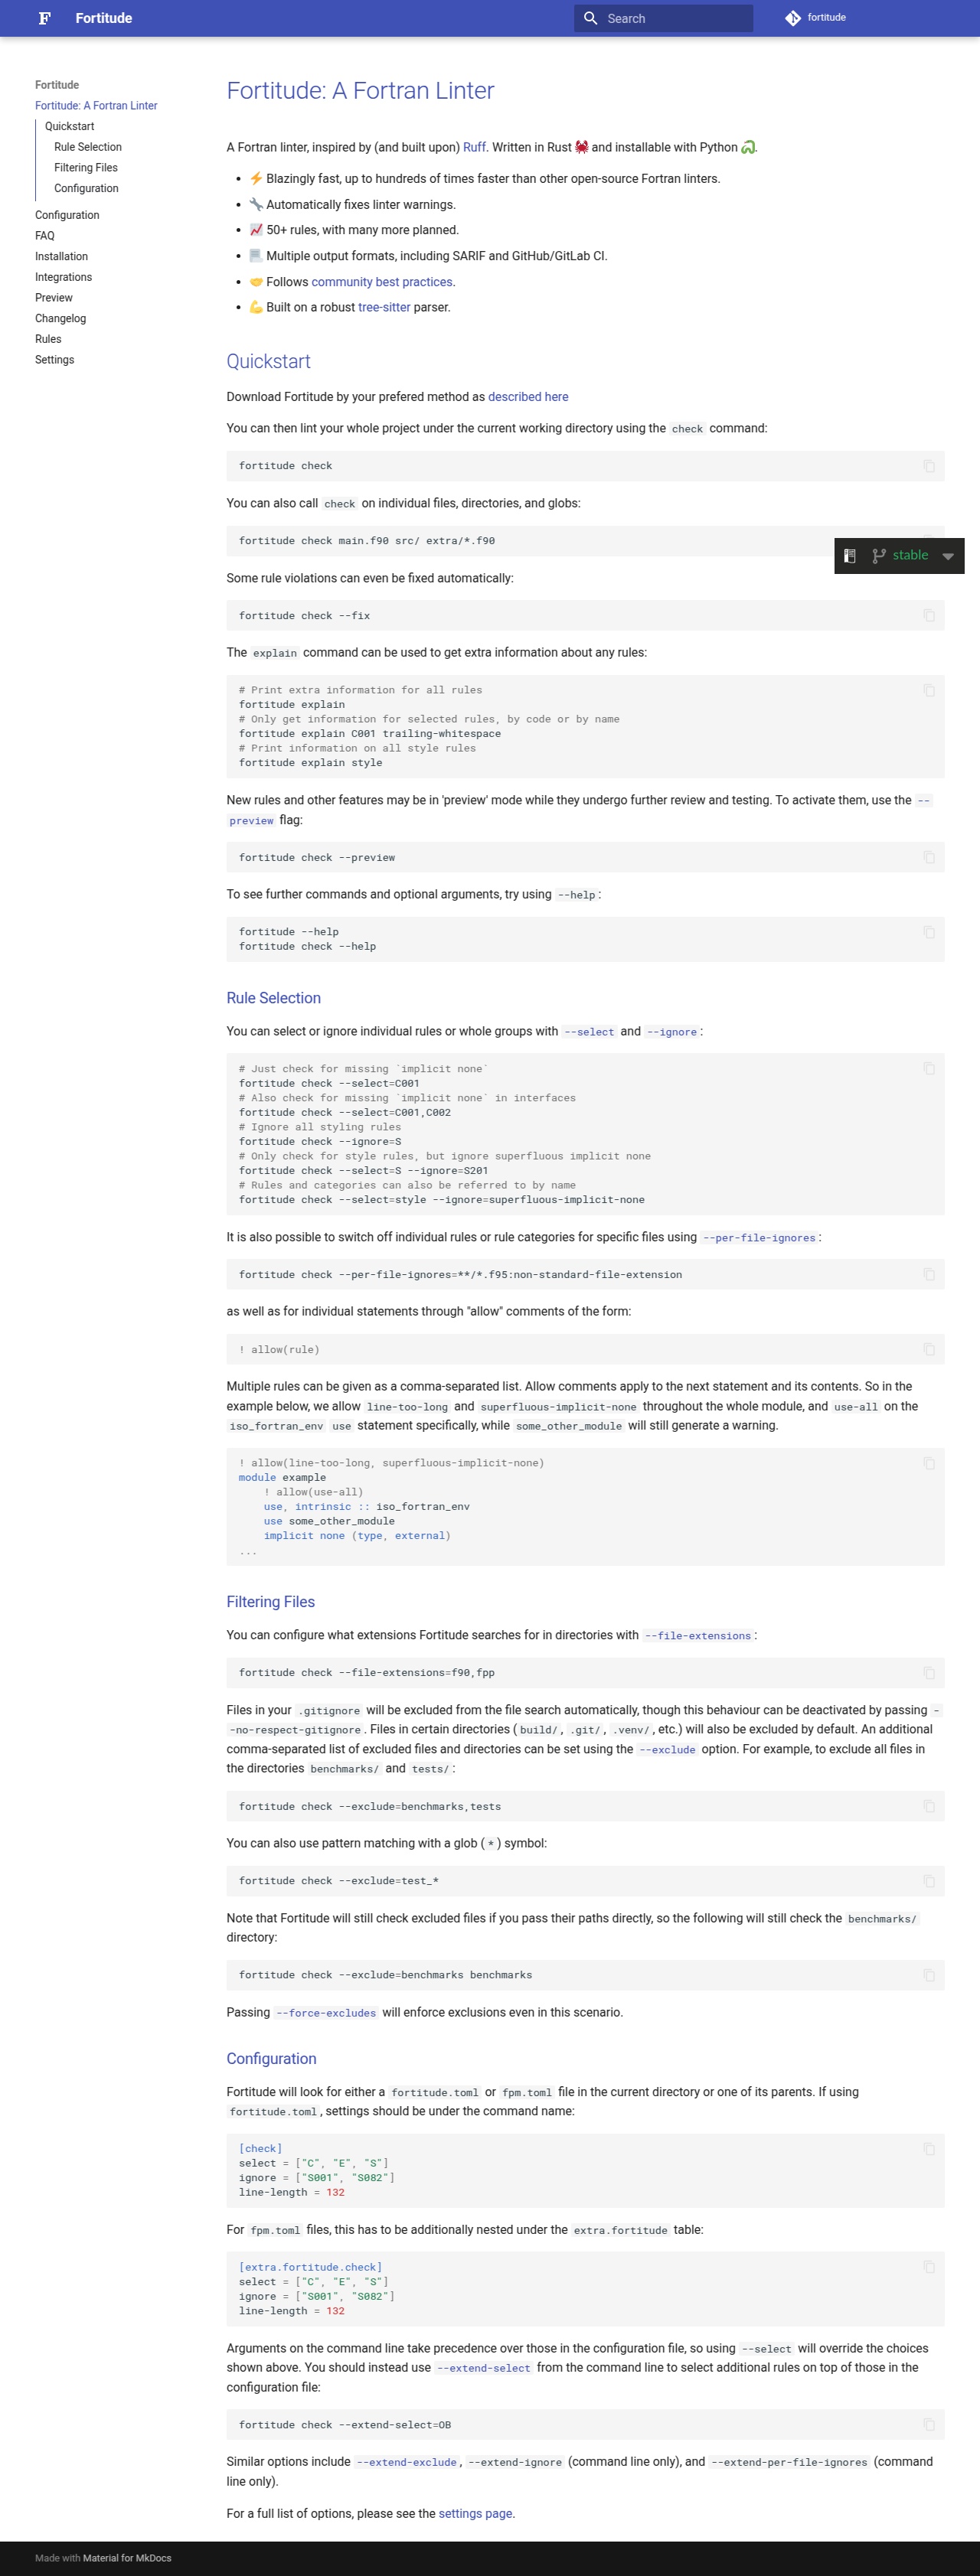 F Fortitude
Search
fortitude
Fortitude
Fortitude: A Fortran Linter
Quickstart
Rule Selection
Filtering Files
Configuration
Configuration
FAQ
Installation
Integrations
Preview
Changelog
Rules
Settings
Fortitude: A Fortran Linter
A Fortran linter, inspired by (and built upon) Ruff. Written in Rust 🦀 and installable with Python 🐍.
• ⚡ Blazingly fast, up to hundreds of times faster than other open-source Fortran linters.
• 🔧 Automatically fixes linter warnings.
• 📈 50+ rules, with many more planned.
• 📃 Multiple output formats, including SARIF and GitHub/GitLab CI.
• 🤝 Follows community best practices.
• 💪 Built on a robust tree-sitter parser.
Quickstart
Download Fortitude by your prefered method as described here
You can then lint your whole project under the current working directory using the check command:
fortitude check
You can also call check on individual files, directories, and globs:
fortitude check main.f90 src/ extra/*.f90
stable
Some rule violations can even be fixed automatically:
fortitude check --fix
The explain command can be used to get extra information about any rules:
# Print extra information for all rules
fortitude explain
# Only get information for selected rules, by code or by name
fortitude explain C001 trailing-whitespace
# Print information on all style rules
fortitude explain style
New rules and other features may be in 'preview' mode while they undergo further review and testing. To activate them, use the --
preview flag:
fortitude check --preview
To see further commands and optional arguments, try using --help:
fortitude --help
fortitude check --help
Rule Selection
You can select or ignore individual rules or whole groups with --select and --ignore:
# Just check for missing `implicit none`
fortitude check --select=C001
# Also check for missing `implicit none` in interfaces
fortitude check --select=C001,C002
# Ignore all styling rules
fortitude check --ignore=S
# Only check for style rules, but ignore superfluous implicit none
fortitude check --select=S --ignore=S201
# Rules and categories can also be referred to by name
fortitude check --select=style --ignore=superfluous-implicit-none
It is also possible to switch off individual rules or rule categories for specific files using --per-file-ignores:
fortitude check --per-file-ignores=**/*.f95:non-standard-file-extension
as well as for individual statements through "allow" comments of the form:
! allow(rule)
Multiple rules can be given as a comma-separated list. Allow comments apply to the next statement and its contents. So in the
example below, we allow line-too-long and superfluous-implicit-none throughout the whole module, and use-all on the
iso_fortran_env use statement specifically, while some_other_module will still generate a warning.
! allow(line-too-long, superfluous-implicit-none)
module example
    ! allow(use-all)
    use, intrinsic :: iso_fortran_env
    use some_other_module
    implicit none (type, external)
...
Filtering Files
You can configure what extensions Fortitude searches for in directories with --file-extensions:
fortitude check --file-extensions=f90,fpp
Files in your .gitignore will be excluded from the file search automatically, though this behaviour can be deactivated by passing -
-no-respect-gitignore. Files in certain directories (build/, .git/, .venv/, etc.) will also be excluded by default. An additional
comma-separated list of excluded files and directories can be set using the --exclude option. For example, to exclude all files in
the directories benchmarks/ and tests/:
fortitude check --exclude=benchmarks,tests
You can also use pattern matching with a glob (*) symbol:
fortitude check --exclude=test_*
Note that Fortitude will still check excluded files if you pass their paths directly, so the following will still check the benchmarks/
directory:
fortitude check --exclude=benchmarks benchmarks
Passing --force-excludes will enforce exclusions even in this scenario.
Configuration
Fortitude will look for either a fortitude.toml or fpm.toml file in the current directory or one of its parents. If using
fortitude.toml, settings should be under the command name:
[check]
select = ["C", "E", "S"]
ignore = ["S001", "S082"]
line-length = 132
For fpm.toml files, this has to be additionally nested under the extra.fortitude table:
[extra.fortitude.check]
select = ["C", "E", "S"]
ignore = ["S001", "S082"]
line-length = 132
Arguments on the command line take precedence over those in the configuration file, so using --select will override the choices
shown above. You should instead use --extend-select from the command line to select additional rules on top of those in the
configuration file:
fortitude check --extend-select=OB
Similar options include --extend-exclude, --extend-ignore (command line only), and --extend-per-file-ignores (command
line only).
For a full list of options, please see the settings page.
Made with Material for MkDocs